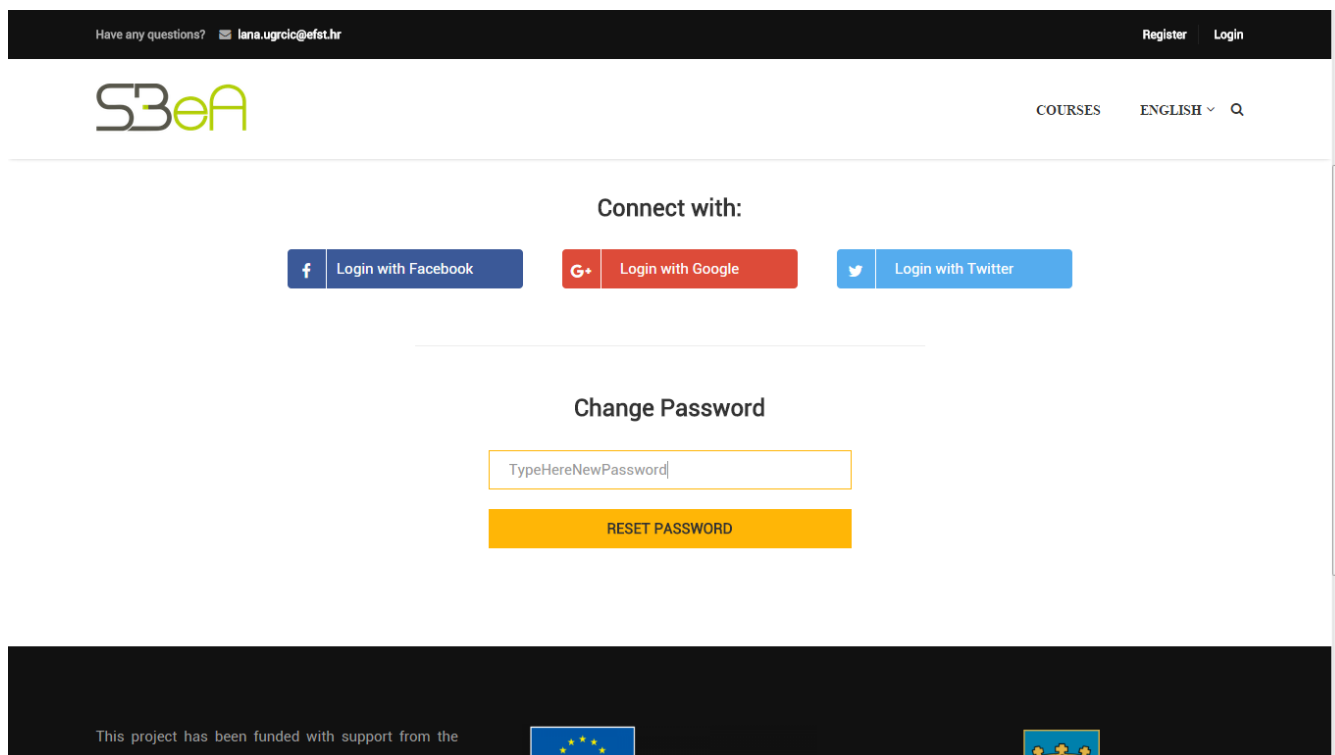 Have any questions? lana.ugrcic@efst.hr Register Login
S3eA COURSES ENGLISH
Connect with:
Login with Facebook Login with Google Login with Twitter
Change Password
TypeHereNewPassword
RESET PASSWORD
This project has been funded with support from the